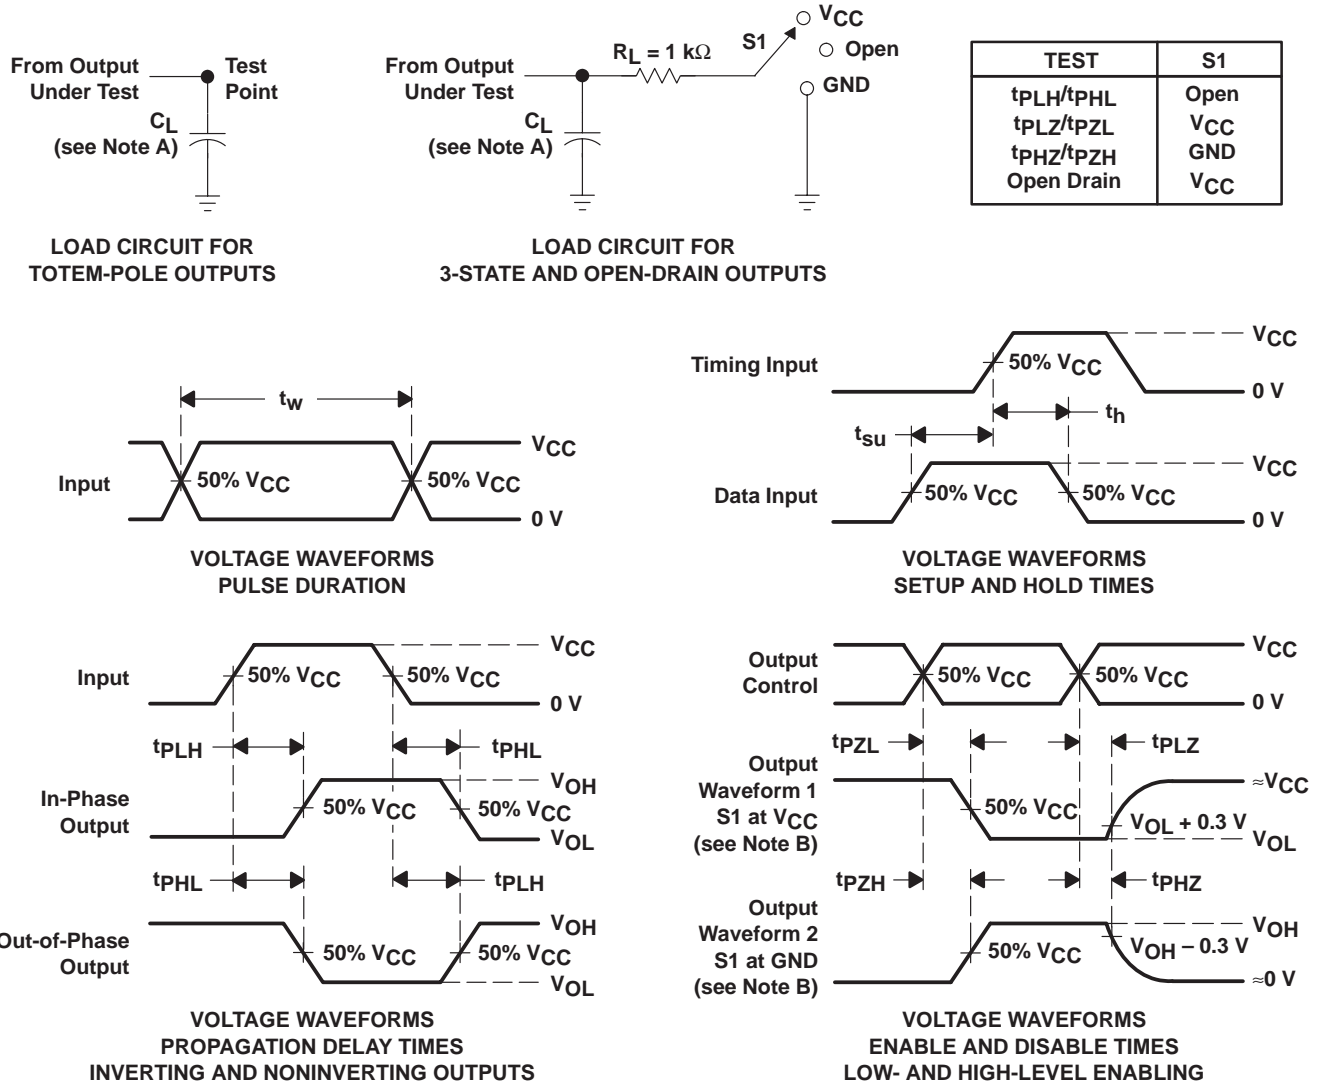 From Output
Under Test
Test
Point
CL
(see Note A)
LOAD CIRCUIT FOR
TOTEM-POLE OUTPUTS
From Output
Under Test
RL = 1 kΩ
S1
VCC
Open
GND
CL
(see Note A)
LOAD CIRCUIT FOR
3-STATE AND OPEN-DRAIN OUTPUTS
TEST S1
tPLH/tPHL Open
tPLZ/tPZL VCC
tPHZ/tPZH GND
Open Drain VCC
tw
Input
50% VCC
50% VCC
VCC
0 V
VOLTAGE WAVEFORMS
PULSE DURATION
Timing Input
50% VCC
VCC
0 V
tsu
th
Data Input
50% VCC
50% VCC
VCC
0 V
VOLTAGE WAVEFORMS
SETUP AND HOLD TIMES
Input
50% VCC
50% VCC
VCC
0 V
tPLH
tPHL
In-Phase
Output
50% VCC
50% VCC
VOH
VOL
tPHL
tPLH
Out-of-Phase
Output
50% VCC
50% VCC
VOH
VOL
VOLTAGE WAVEFORMS
PROPAGATION DELAY TIMES
INVERTING AND NONINVERTING OUTPUTS
Output
Control
50% VCC
50% VCC
VCC
0 V
tPZL
tPLZ
Output
Waveform 1
S1 at VCC
(see Note B)
50% VCC
VOL + 0.3 V
≈VCC
VOL
tPZH
tPHZ
Output
Waveform 2
S1 at GND
(see Note B)
50% VCC
VOH − 0.3 V
VOH
≈0 V
VOLTAGE WAVEFORMS
ENABLE AND DISABLE TIMES
LOW- AND HIGH-LEVEL ENABLING